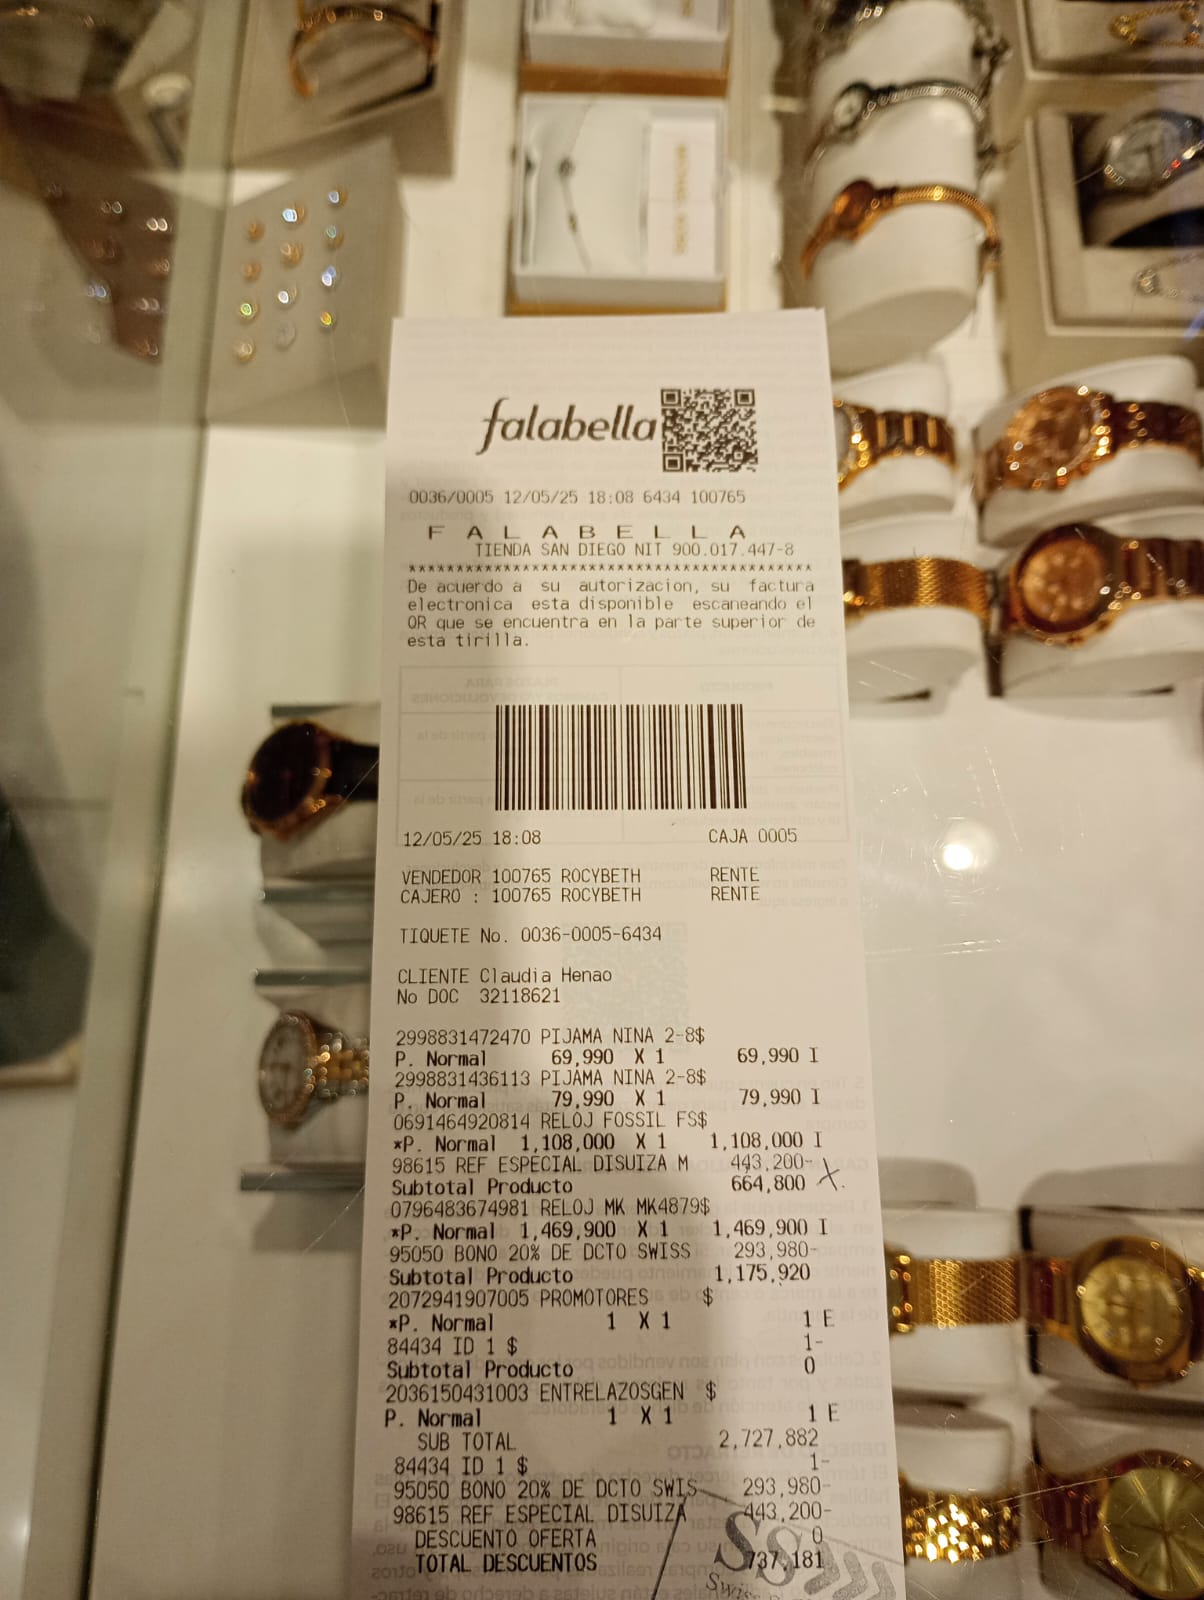 falabella
0036/0005 12/05/25 18:08 6434 100765
F A L A B E L L A
TIENDA SAN DIEGO NIT 900.017.447-8
******************************************
De acuerdo a su autorizacion, su factura
electronica esta disponible escaneando el
QR que se encuentra en la parte superior de
esta tirilla.
12/05/25 18:08 CAJA 0005
VENDEDOR 100765 ROCYBETH RENTE
CAJERO : 100765 ROCYBETH RENTE
TIQUETE No. 0036-0005-6434
CLIENTE Claudia Henao
No DOC 32118621
2998831472470 PIJAMA NINA 2-8$
P. Normal 69,990 X 1 69,990 I
2998831436113 PIJAMA NINA 2-8$
P. Normal 79,990 X 1 79,990 I
0691464920814 RELOJ FOSSIL FS$
*P. Normal 1,108,000 X 1 1,108,000 I
98615 REF ESPECIAL DISUIZA M 443,200-
Subtotal Producto 664,800
0796483674981 RELOJ MK MK4879$
*P. Normal 1,469,900 X 1 1,469,900 I
95050 BONO 20% DE DCTO SWISS 293,980-
Subtotal Producto 1,175,920
2072941907005 PROMOTORES $
*P. Normal 1 X 1 1 E
84434 ID 1 $ 1-
Subtotal Producto 0
2036150431003 ENTRELAZOSGEN $
P. Normal 1 X 1 1 E
SUB TOTAL 2,727,882
84434 ID 1 $ 1-
95050 BONO 20% DE DCTO SWIS 293,980-
98615 REF ESPECIAL DISUIZA 443,200-
DESCUENTO OFERTA 0
TOTAL DESCUENTOS 737,181
SS